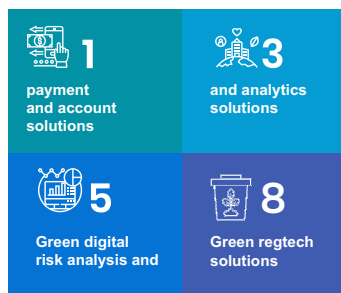 1
payment
and account
solutions
3
and analytics
solutions
5
Green digital
risk analysis and
8
Green regtech
solutions